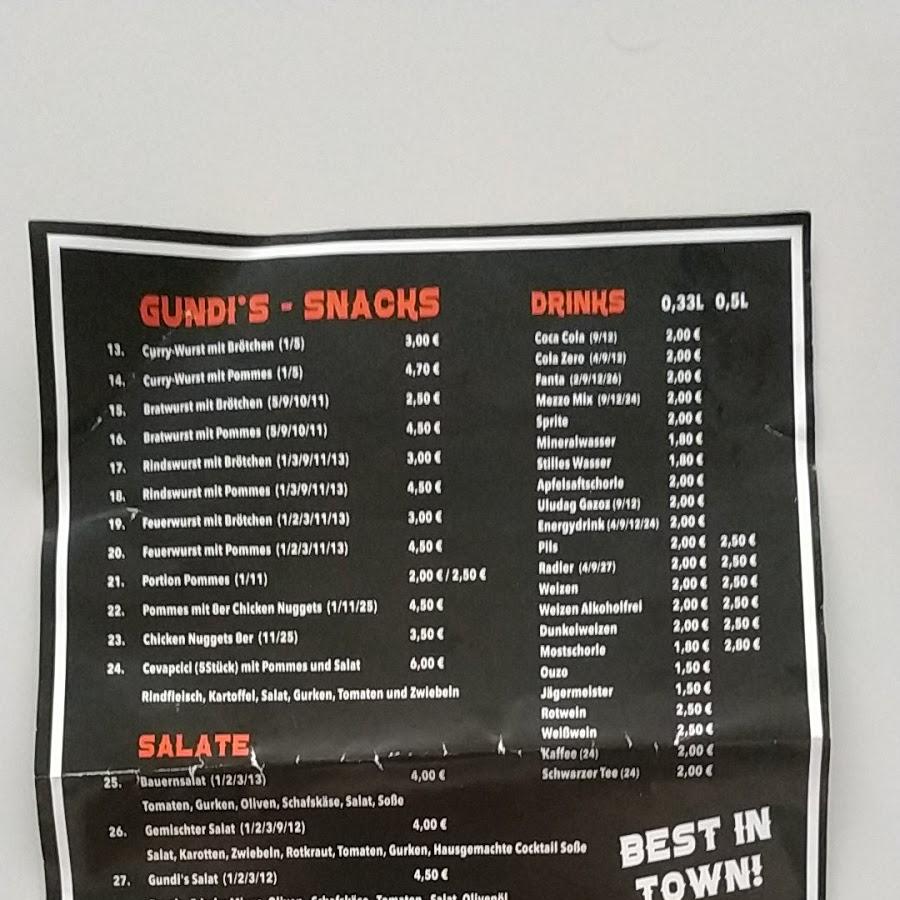 GUNDI'S - SNACKS
13. Curry-Wurst mit Brötchen (1/5) 3,00 €
14. Curry-Wurst mit Pommes (1/5) 4,70 €
15. Bratwurst mit Brötchen (5/9/10/11) 2,50 €
16. Bratwurst mit Pommes (5/9/10/11) 4,50 €
17. Rindswurst mit Brötchen (1/3/9/11/13) 3,00 €
18. Rindswurst mit Pommes (1/3/9/11/13) 4,50 €
19. Feuerwurst mit Brötchen (1/2/3/11/13) 3,00 €
20. Feuerwurst mit Pommes (1/2/3/11/13) 4,50 €
21. Portion Pommes (1/11) 2,00 € / 2,50 €
22. Pommes mit 8er Chicken Nuggets (1/11/25) 4,50 €
23. Chicken Nuggets 8er (11/25) 3,50 €
24. Cevapcici (5Stück) mit Pommes und Salat 6,00 €
Rindfleisch, Kartoffel, Salat, Gurken, Tomaten und Zwiebeln
SALATE
25. Bauernsalat (1/2/3/13) 4,00 €
Tomaten, Gurken, Oliven, Schafskäse, Salat, Soße
26. Gemischter Salat (1/2/3/9/12) 4,00 €
Salat, Karotten, Zwiebeln, Rotkraut, Tomaten, Gurken, Hausgemachte Cocktail Soße
27. Gundi's Salat (1/2/3/12) 4,50 €
DRINKS 0,33L 0,5L
Coca Cola (9/12) 2,00 €
Cola Zero (4/9/12) 2,00 €
Fanta (2/9/12/26) 2,00 €
Mezzo Mix (9/12/24) 2,00 €
Sprite 2,00 €
Mineralwasser 1,80 €
Stilles Wasser 1,80 €
Apfelsaftschorle 2,00 €
Uludag Gazoz (9/12) 2,00 €
Energydrink (4/9/12/24) 2,00 €
Pils 2,00 € 2,50 €
Radler (4/9/27) 2,00 € 2,50 €
Weizen 2,00 € 2,50 €
Weizen Alkoholfrei 2,00 € 2,50 €
Dunkelweizen 2,00 € 2,50 €
Mostschorle 1,80 € 2,80 €
Ouzo 1,50 €
Jägermeister 1,50 €
Rotwein 2,50 €
Weißwein 2,50 €
Kaffee (24) 2,00 €
Schwarzer Tee (24) 2,00 €
BEST IN
TOWN!